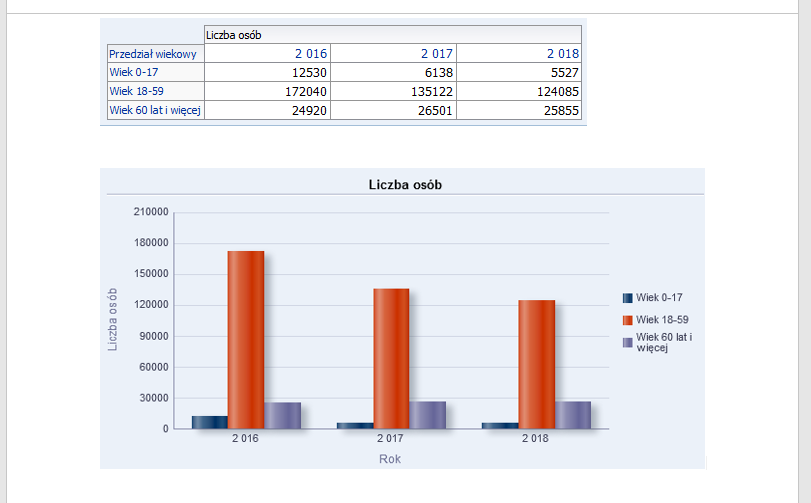 Liczba osób
Przedział wiekowy 2 016 2 017 2 018
Wiek 0-17 12530 6138 5527
Wiek 18-59 172040 135122 124085
Wiek 60 lat i więcej 24920 26501 25855
Liczba osób
210000
180000
150000
120000
90000
60000
30000
0
Liczba osób
2 016 2 017 2 018
Rok
Wiek 0-17
Wiek 18-59
Wiek 60 lat i
więcej